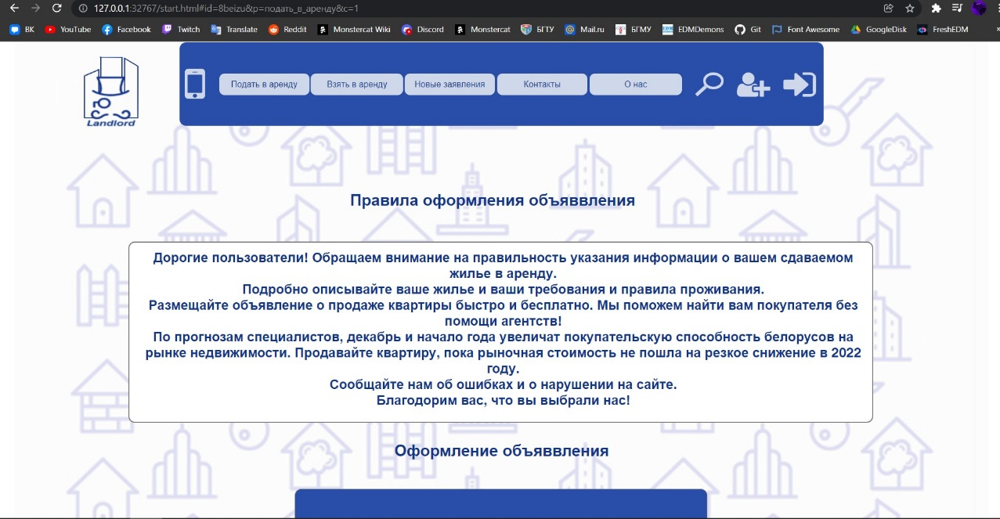 127.0.0.1:32767/start.html#id=8beizu&p=подать_в_аренду&c=1
ВК YouTube Facebook Twitch Translate Reddit Monstercat Wiki Discord Monstercat БГТУ Mail.ru БГМУ EDMDemons Git Font Awesome GoogleDisk FreshEDM »
Landlord
Подать в аренду Взять в аренду Новые заявления Контакты О нас
Правила оформления объяввления
Дорогие пользователи! Обращаем внимание на правильность указания информации о вашем сдаваемом
жилье в аренду.
Подробно описывайте ваше жилье и ваши требования и правила проживания.
Размещайте объявление о продаже квартиры быстро и бесплатно. Мы поможем найти вам покупателя без
помощи агентств!
По прогнозам специалистов, декабрь и начало года увеличат покупательскую способность белорусов на
рынке недвижимости. Продавайте квартиру, пока рыночная стоимость не пошла на резкое снижение в 2022
году.
Сообщайте нам об ошибках и о нарушении на сайте.
Благодорим вас, что вы выбрали нас!
Оформление объяввления